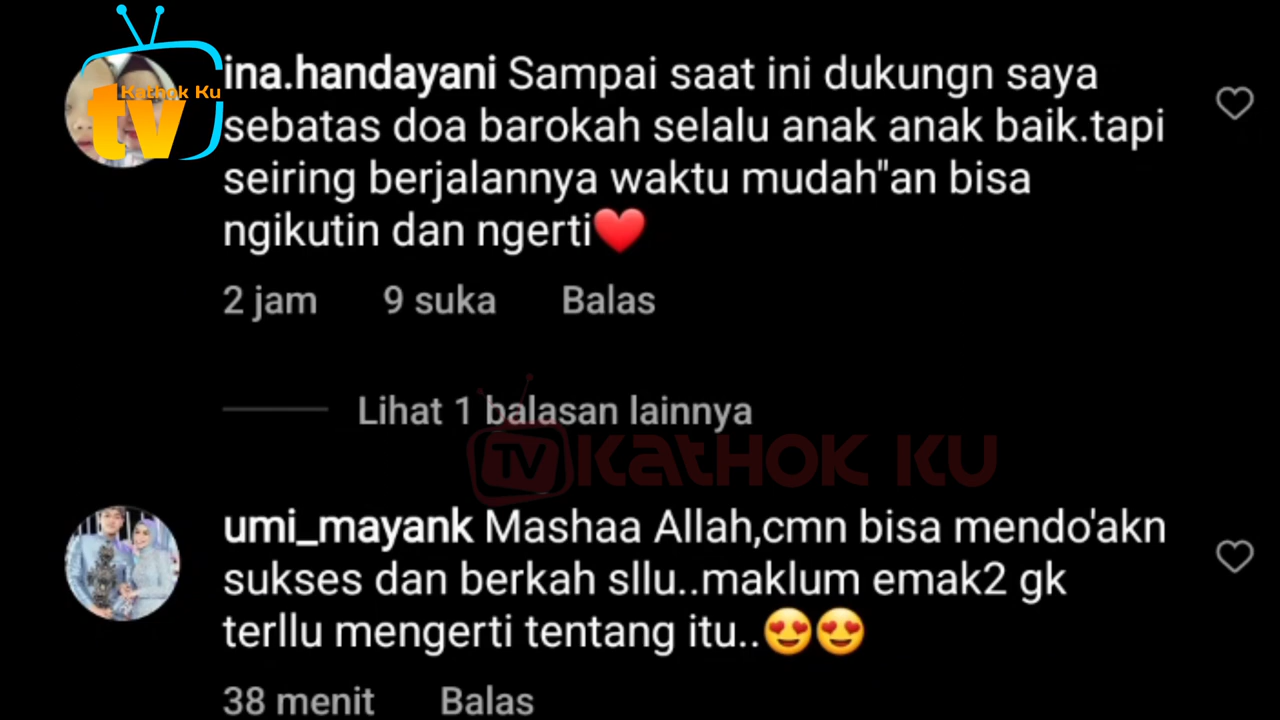 ina.handayani Sampai saat ini dukungn saya
sebatas doa barokah selalu anak anak baik.tapi
seiring berjalannya waktu mudah"an bisa
ngikutin dan ngerti❤️
2 jam 9 suka Balas
Lihat 1 balasan lainnya
umi_mayank Mashaa Allah,cmn bisa mendo'akn
sukses dan berkah sllu..maklum emak2 gk
terllu mengerti tentang itu..😍😍
38 menit Balas
Kathok Ku
tv
TV KATHOK KU